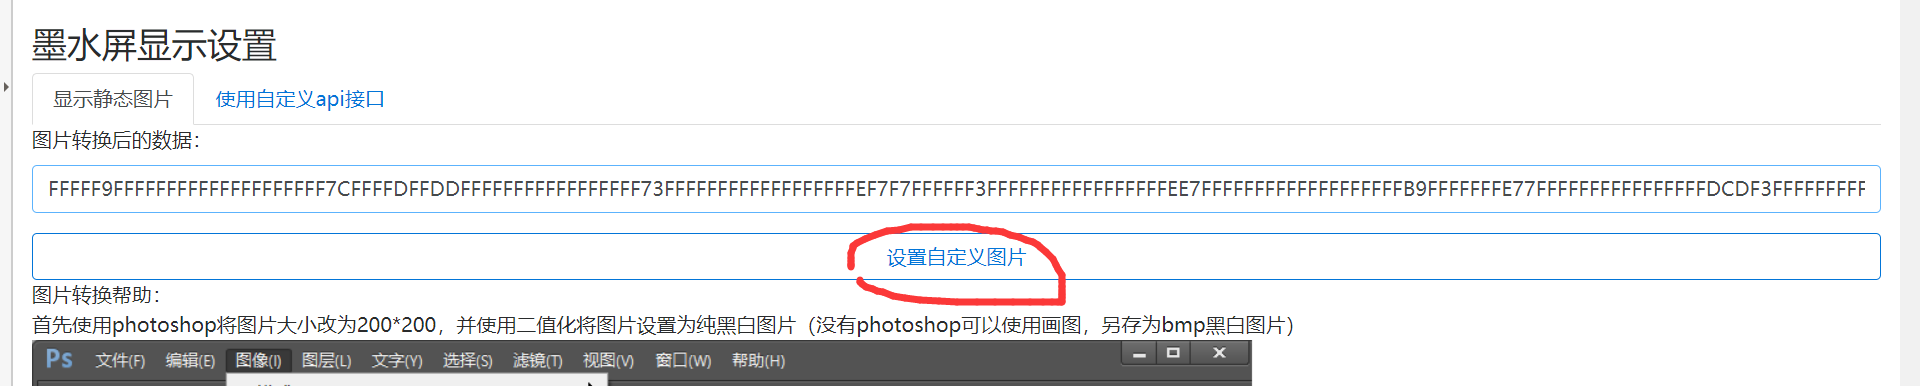 墨水屏显示设置
显示静态图片 使用自定义api接口
图片转换后的数据：
FFFFF9FFFFFFFFFFFFFFFFFFFF7CFFFFDFFDDFFFFFFFFFFFFFFFFF73FFFFFFFFFFFFFFFFFFEF7F7FFFFFF3FFFFFFFFFFFFFFFFFEE7FFFFFFFFFFFFFFFFFFFB9FFFFFFFE77FFFFFFFFFFFFFFFFDCDF3FFFFFFFFF
设置自定义图片
图片转换帮助：
首先使用photoshop将图片大小改为200*200，并使用二值化将图片设置为纯黑白图片（没有photoshop可以使用画图，另存为bmp黑白图片）
Ps 文件(F) 编辑(E) 图像(I) 图层(L) 文字(Y) 选择(S) 滤镜(T) 视图(V) 窗口(W) 帮助(H)